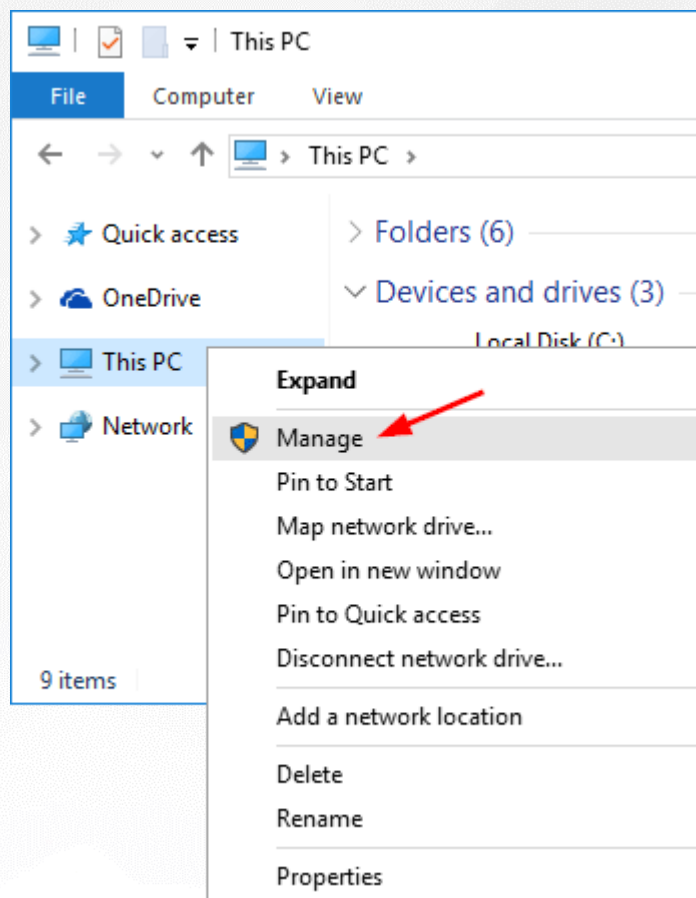 This PC
File Computer View
This PC
Quick access
OneDrive
This PC
Network
9 items
Folders (6)
Devices and drives (3)
Local Disk (C:)
Expand
Manage
Pin to Start
Map network drive...
Open in new window
Pin to Quick access
Disconnect network drive...
Add a network location
Delete
Rename
Properties